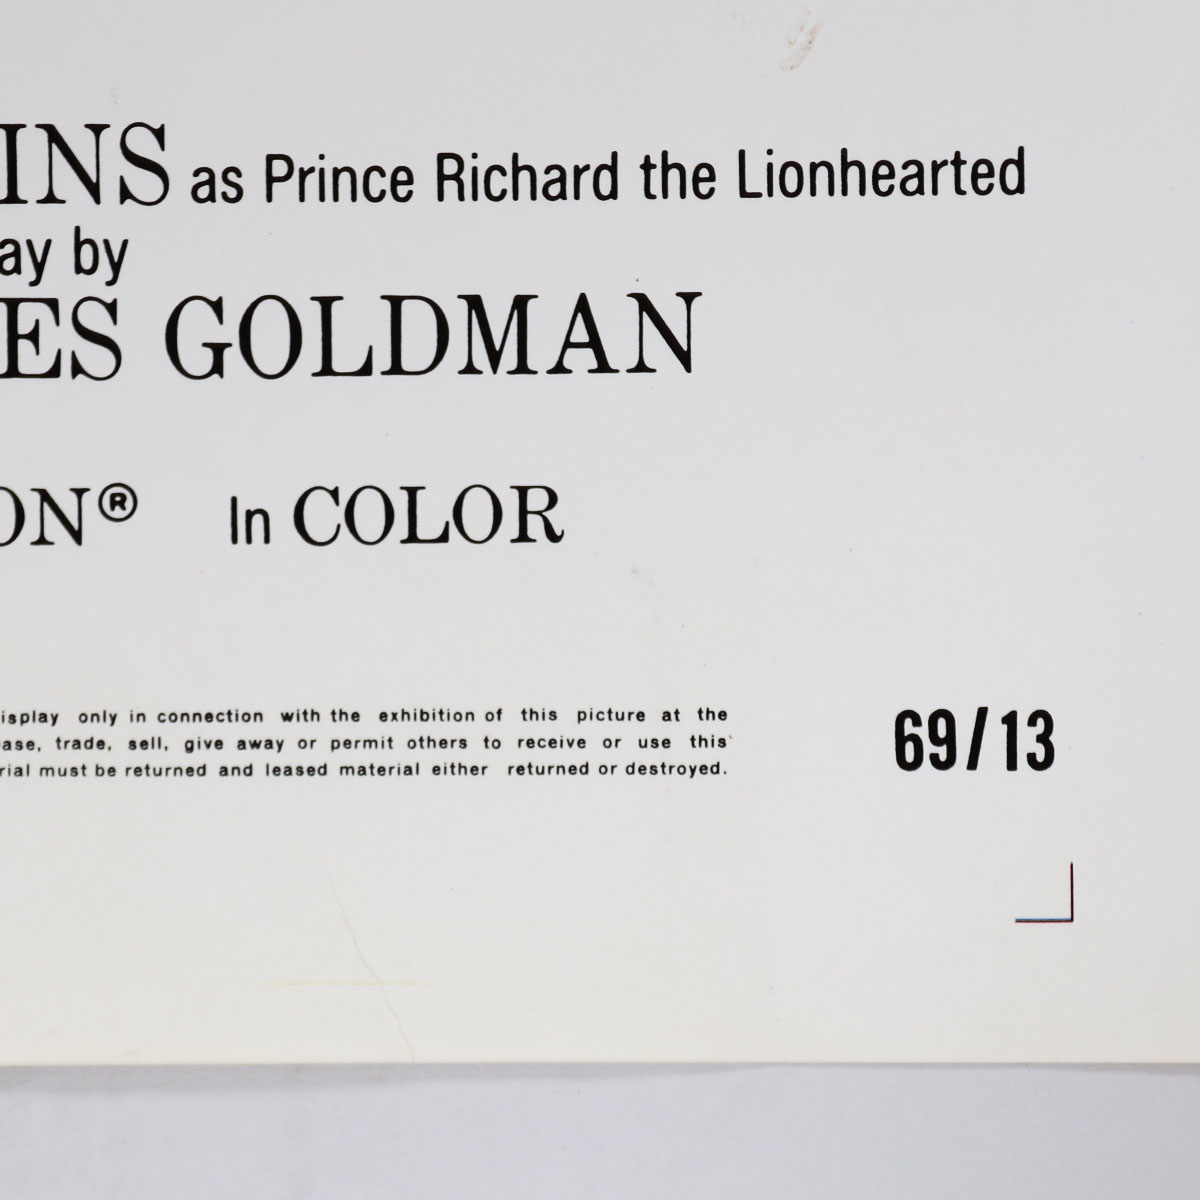 INS as Prince Richard the Lionhearted
ay by
ES GOLDMAN
ON® In COLOR
isplay only in connection with the exhibition of this picture at the
ase, trade, sell, give away or permit others to receive or use this
rial must be returned and leased material either returned or destroyed.
69/13